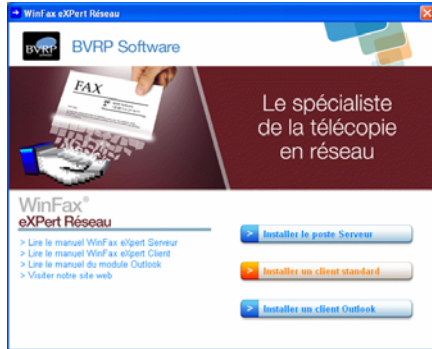 WinFax eXPert Réseau
BVRP
BVRP Software
FAX
Le spécialiste
de la télécopie
en réseau
WinFax®
eXPert Réseau
> Lire le manuel WinFax eXpert Serveur
> Lire le manuel WinFax eXpert Client
> Lire le manuel du module Outlook
> Visiter notre site web
> Installer le poste Serveur
> Installer un client standard
> Installer un client Outlook